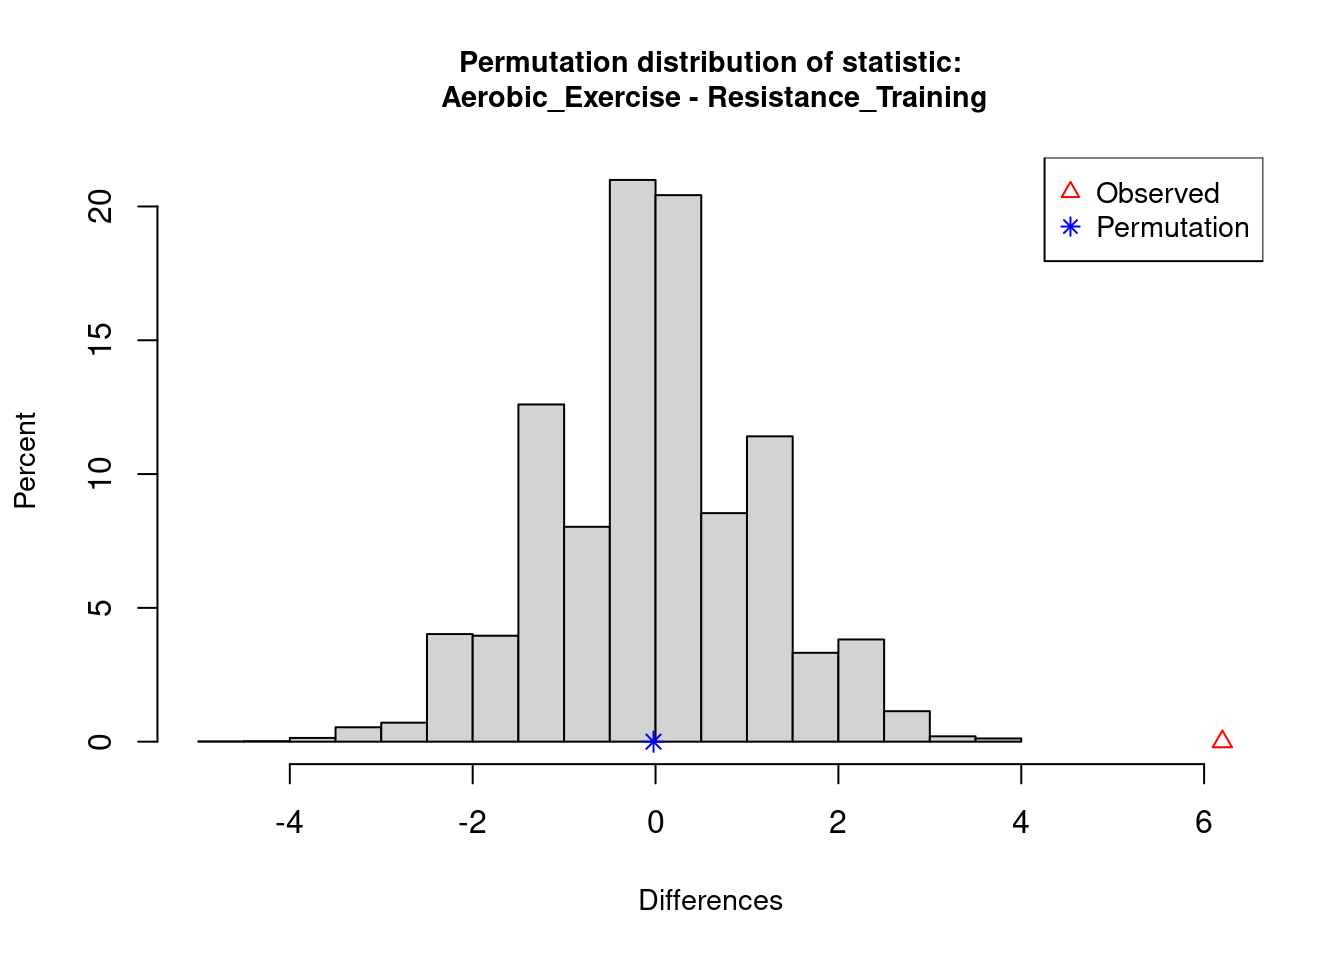 Permutation distribution of statistic:
Aerobic_Exercise - Resistance_Training
Observed
Permutation
Percent
20
15
10
5
0
-4 -2 0 2 4 6
Differences